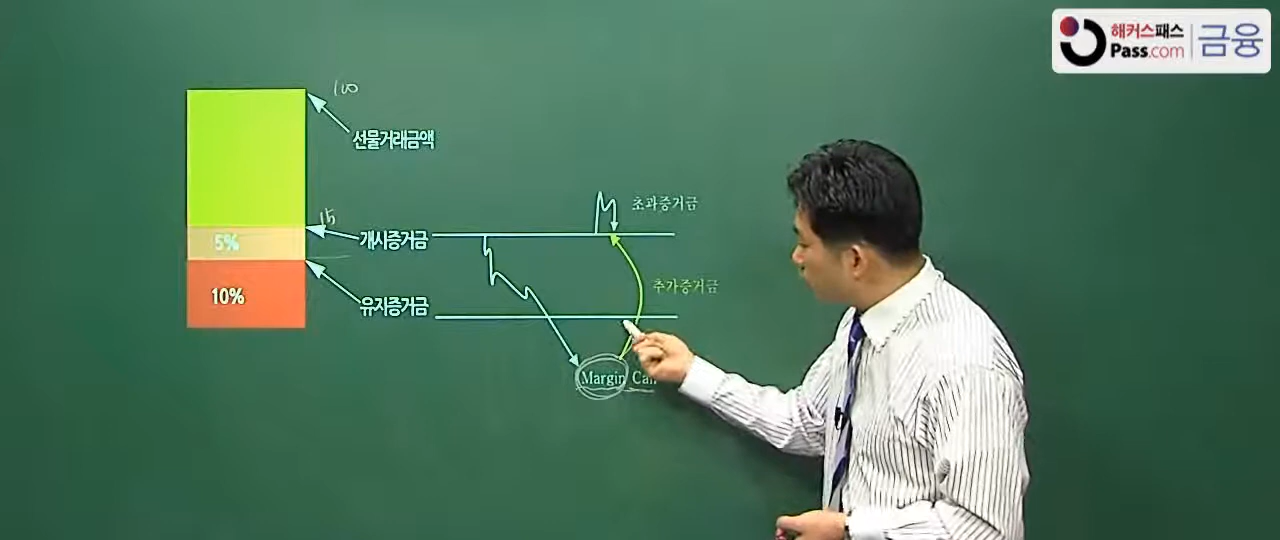 해커스패스
Pass.com
금융
100
선물거래금액
15
초과증거금
5%
개시증거금
추가증거금
10%
유지증거금
Margin Call